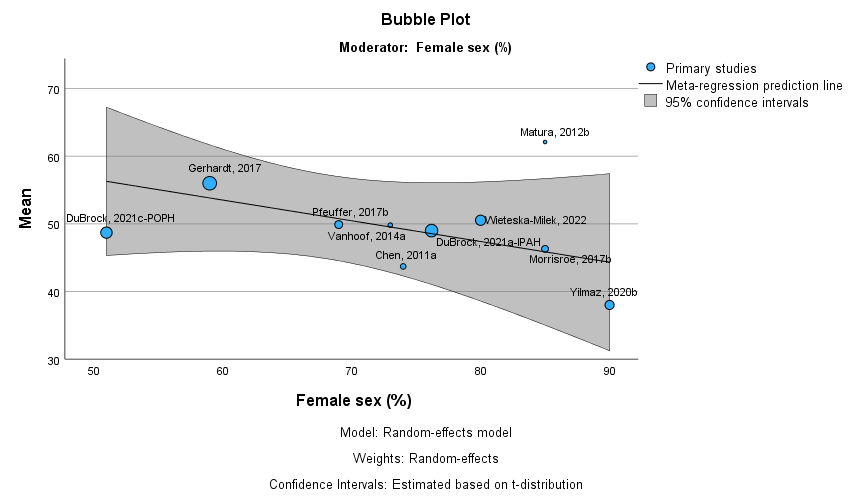 Bubble Plot
Moderator: Female sex (%)
Primary studies
Meta-regression prediction line
95% confidence intervals
Mean
70
60
50
40
30
Matura, 2012b
Gerhardt, 2017
DuBrock, 2021c-POPH
Pfeuffer, 2017b
Wieteska-Milek, 2022
Vanhoof, 2014a
DuBrock, 2021a-IPAH
Chen, 2011a
Morrisroe, 2017b
Yilmaz, 2020b
50 60 70 80 90
Female sex (%)
Model: Random-effects model
Weights: Random-effects
Confidence Intervals: Estimated based on t-distribution